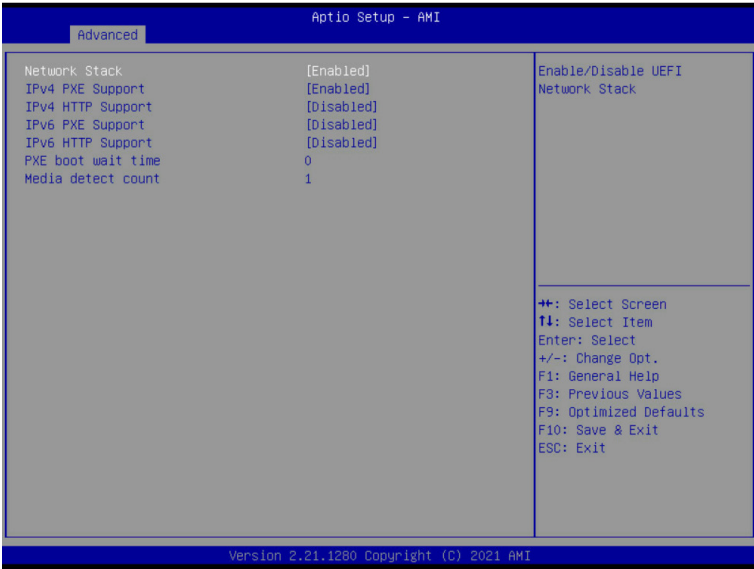 Aptio Setup – AMI
Advanced
Network Stack [Enabled]
IPv4 PXE Support [Enabled]
IPv4 HTTP Support [Disabled]
IPv6 PXE Support [Disabled]
IPv6 HTTP Support [Disabled]
PXE boot wait time 0
Media detect count 1
Enable/Disable UEFI
Network Stack
→←: Select Screen
↑↓: Select Item
Enter: Select
+/-: Change Opt.
F1: General Help
F3: Previous Values
F9: Optimized Defaults
F10: Save & Exit
ESC: Exit
Version 2.21.1280 Copyright (C) 2021 AMI